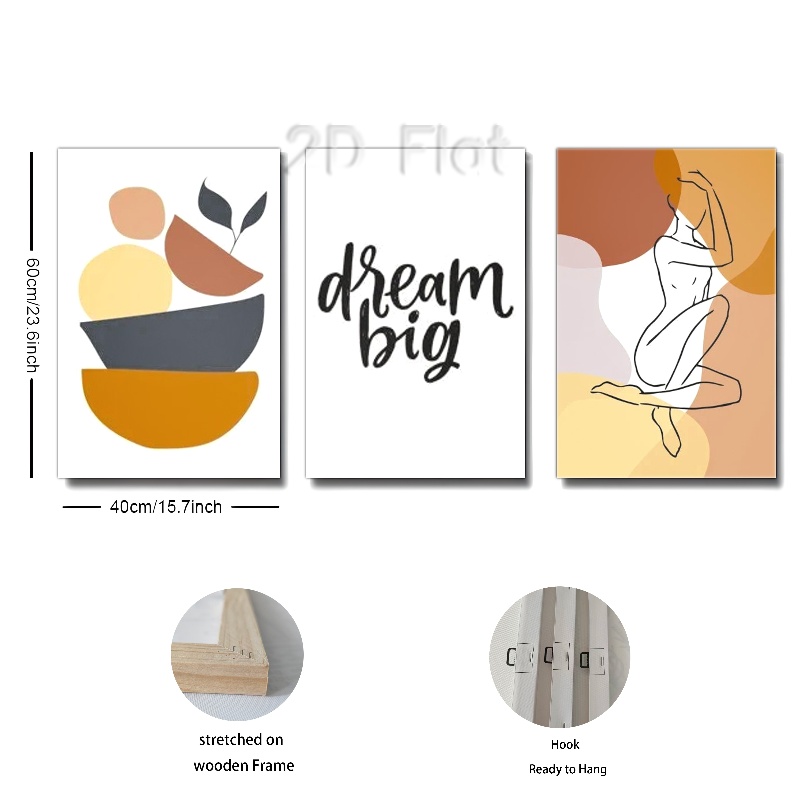 2D Flat
60cm/23.6inch
dream
big
40cm/15.7inch
stretched on
wooden Frame
Hook
Ready to Hang